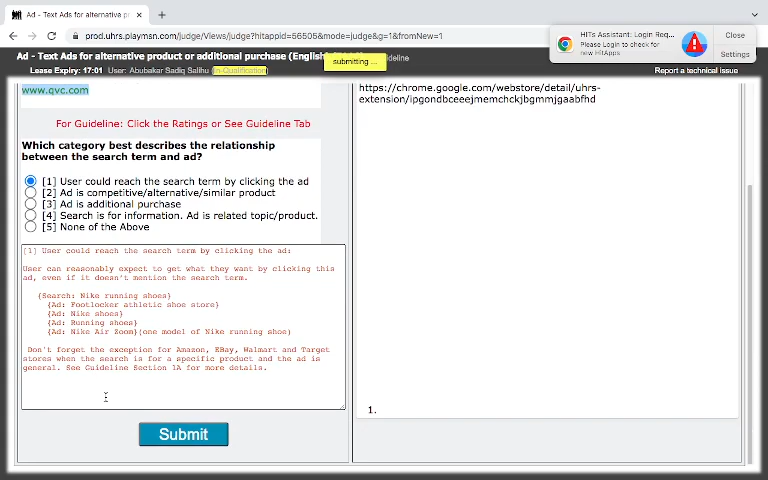 Ad - Text Ads for alternative pr
prod.uhrs.playmsn.com/judge/Views/judge?hitappid=56505&mode=judge&g=1&fromNew=1
HITs Assistant: Login Req...
Please Login to check for
new HitApps
Close
Settings
Ad - Text Ads for alternative product or additional purchase (English
submitting ...
Lease Expiry: 17:01 User: Abubakar Sadiq Salihu (In-Qualification)
Report a technical issue
www.qvc.com
For Guideline: Click the Ratings or See Guideline Tab
Which category best describes the relationship
between the search term and ad?
[1] User could reach the search term by clicking the ad
[2] Ad is competitive/alternative/similar product
[3] Ad is additional purchase
[4] Search is for information. Ad is related topic/product.
[5] None of the Above
[1] User could reach the search term by clicking the ad:
User can reasonably expect to get what they want by clicking this
ad, even if it doesn't mention the search term.
{Search: Nike running shoes}
{Ad: Footlocker athletic shoe store}
{Ad: Nike shoes}
{Ad: Running shoes}
{Ad: Nike Air Zoom}(one model of Nike running shoe)
Don't forget the exception for Amazon, EBay, Walmart and Target
stores when the search is for a specific product and the ad is
general. See Guideline Section 1A for more details.
Submit
https://chrome.google.com/webstore/detail/uhrs-
extension/ipgondbceeejmemchckjbgmmjgaabfhd
1.